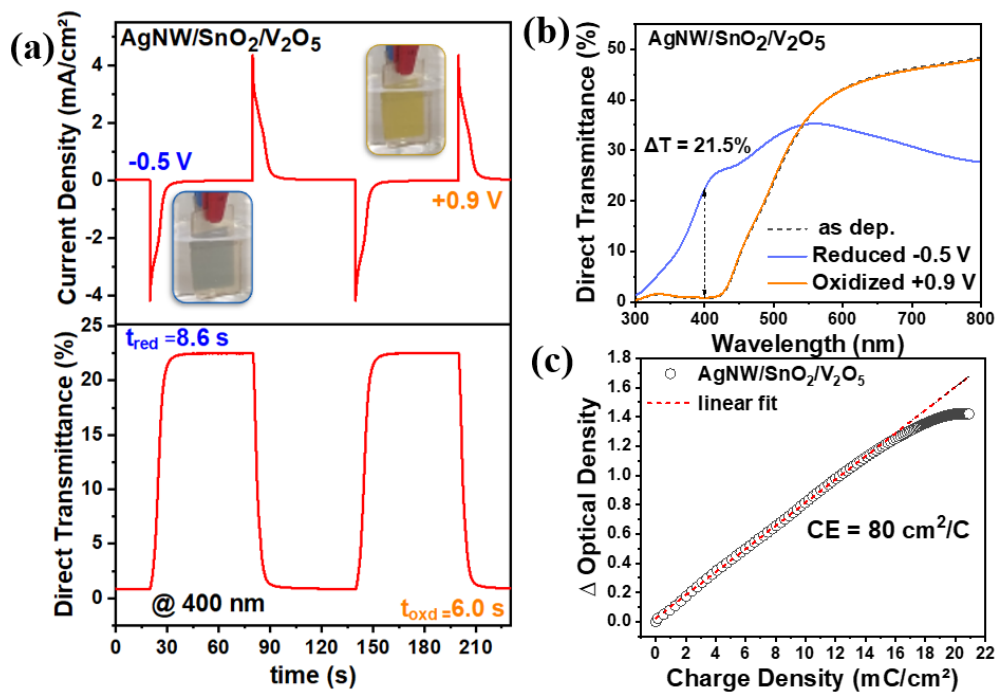 (a)
AgNW/SnO₂/V₂O₅
Current Density (mA/cm²)
4
2
0
-2
-4
-0.5 V
+0.9 V
Direct Transmittance (%)
25
20
15
10
5
0
t_red =8.6 s
@ 400 nm
t_oxd =6.0 s
0 30 60 90 120 150 180 210
time (s)
(b)
AgNW/SnO₂/V₂O₅
Direct Transmittance (%)
50
40
30
20
10
0
ΔT = 21.5%
as dep.
Reduced -0.5 V
Oxidized +0.9 V
300 400 500 600 700 800
Wavelength (nm)
(c)
AgNW/SnO₂/V₂O₅
linear fit
Δ Optical Density
1.8
1.6
1.4
1.2
1.0
0.8
0.6
0.4
0.2
0.0
CE = 80 cm²/C
0 2 4 6 8 10 12 14 16 18 20 22
Charge Density (mC/cm²)